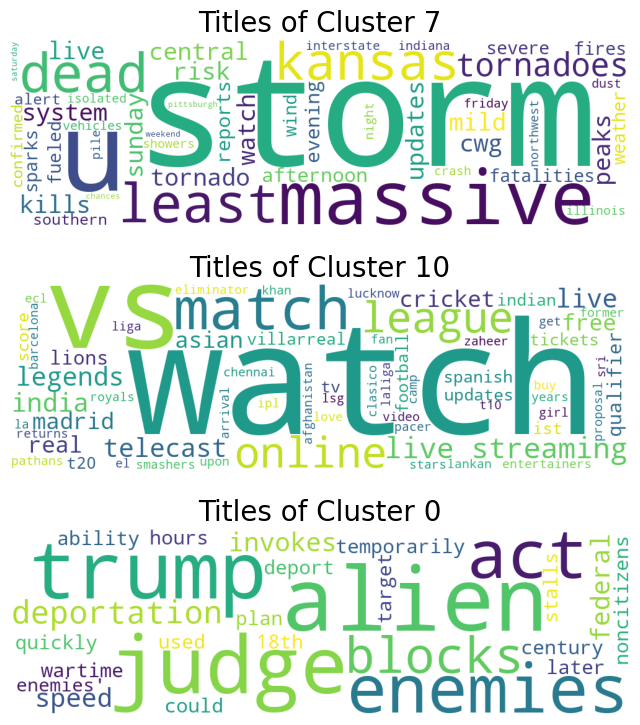 Titles of Cluster 7
saturday
live
central
kansas
interstate
indiana
severe
fires
dead
storm
risk
tornadoes
alert
isolated
dust
system
vehicles
pittsburgh
confirmed
sparks
fueled
u
pile
weekend
showers
sunday
reports
watch
wind
evening
night
updates
friday
mild
northwest
peaks
weather
cwg
crash
tornado
afternoon
fatalities
kills
chances
least
massive
southern
illinois
Titles of Cluster 10
ecl
vs
match
eliminator
khan
lucknow
cricket
indian
live
former
league
score
barcelona
liga
asian
villarreal
fan
zaheer
get
free
tickets
lions
watch
legends
chennai
tv
football
spanish
qualifier
sri
india
royals
ipl
lsg
clasico
laliga
camp
updates
buy
years
proposal
afghanistan
arrival
love
video
t10
girl
la
madrid
pacer
ist
returns
real
telecast
online
live streaming
pathans
t20
el
smashers
upon
stars
lankan
entertainers
Titles of Cluster 0
ability
hours
invokes
temporarily
act
trump
alien
deport
target
stalls
federal
noncitizens
deportation
plan
quickly
judge
used
18th
blocks
century
later
wartime
enemies'
enemies
speed
could